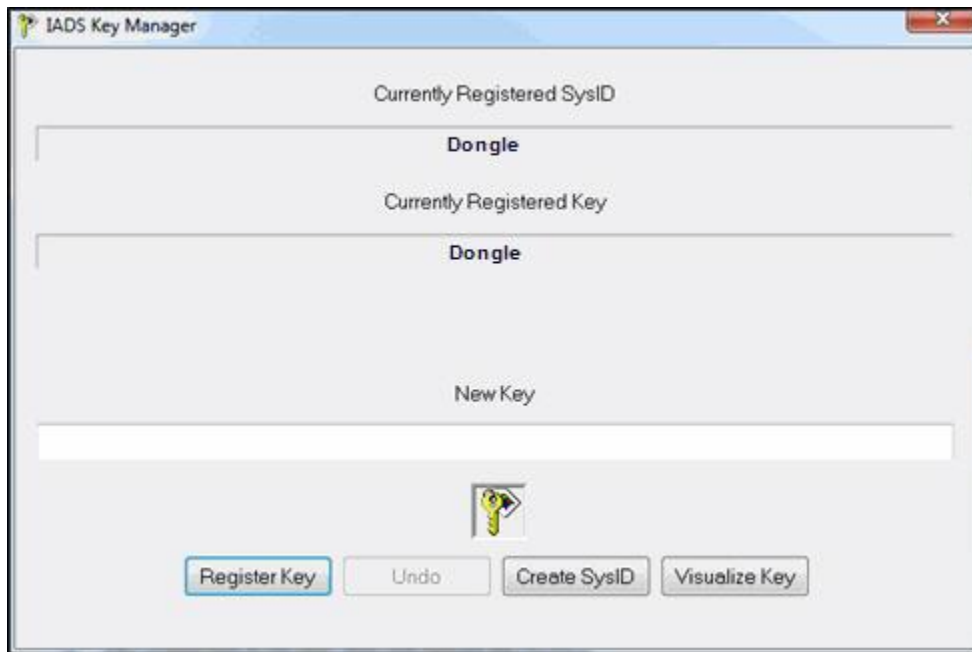 IADS Key Manager
Currently Registered SysID
Dongle
Currently Registered Key
Dongle
New Key
Register Key Undo Create SysID Visualize Key